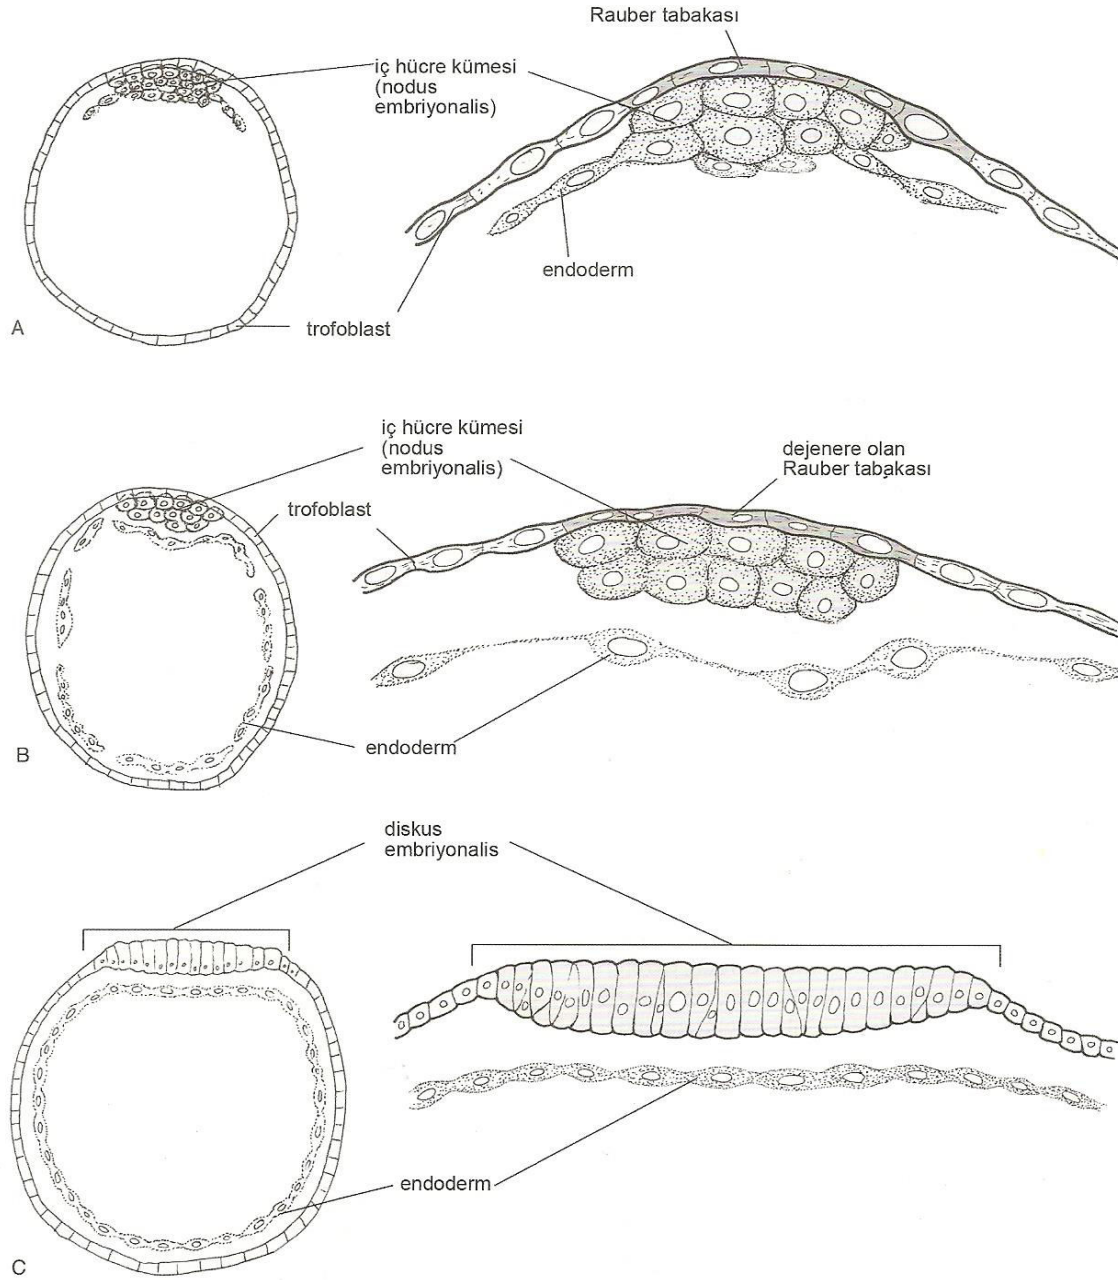 Rauber tabakası
iç hücre kümesi
(nodus
embriyonalis)
endoderm
trofoblast
A
iç hücre kümesi
(nodus
embriyonalis)
dejenere olan
Rauber tabakası
trofoblast
endoderm
B
diskus
embriyonalis
endoderm
C